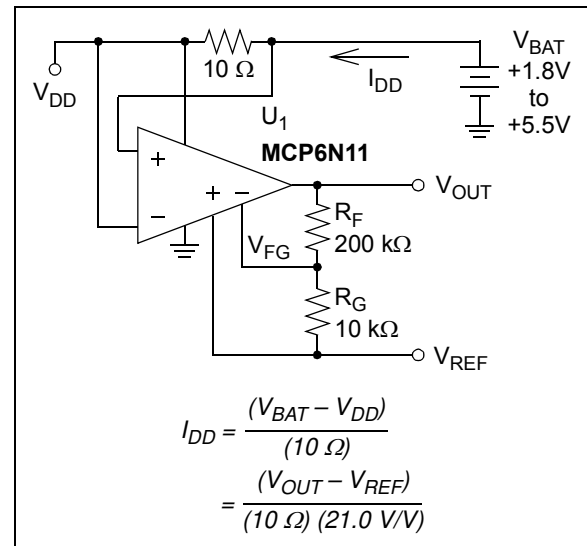 10 Ω
V_DD
I_DD
V_BAT
+1.8V
to
+5.5V
U_1
MCP6N11
+
−
+ −
V_OUT
R_F
200 kΩ
V_FG
R_G
10 kΩ
V_REF
I_DD = (V_BAT – V_DD) / (10 Ω)
= (V_OUT – V_REF) / (10 Ω) (21.0 V/V)